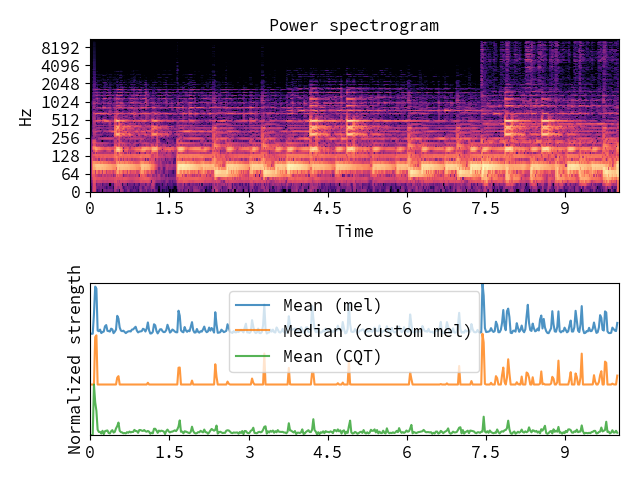 Power spectrogram
Hz
8192
4096
2048
1024
512
256
128
64
0
0 1.5 3 4.5 6 7.5 9
Time
Normalized strength
Mean (mel)
Median (custom mel)
Mean (CQT)
0 1.5 3 4.5 6 7.5 9